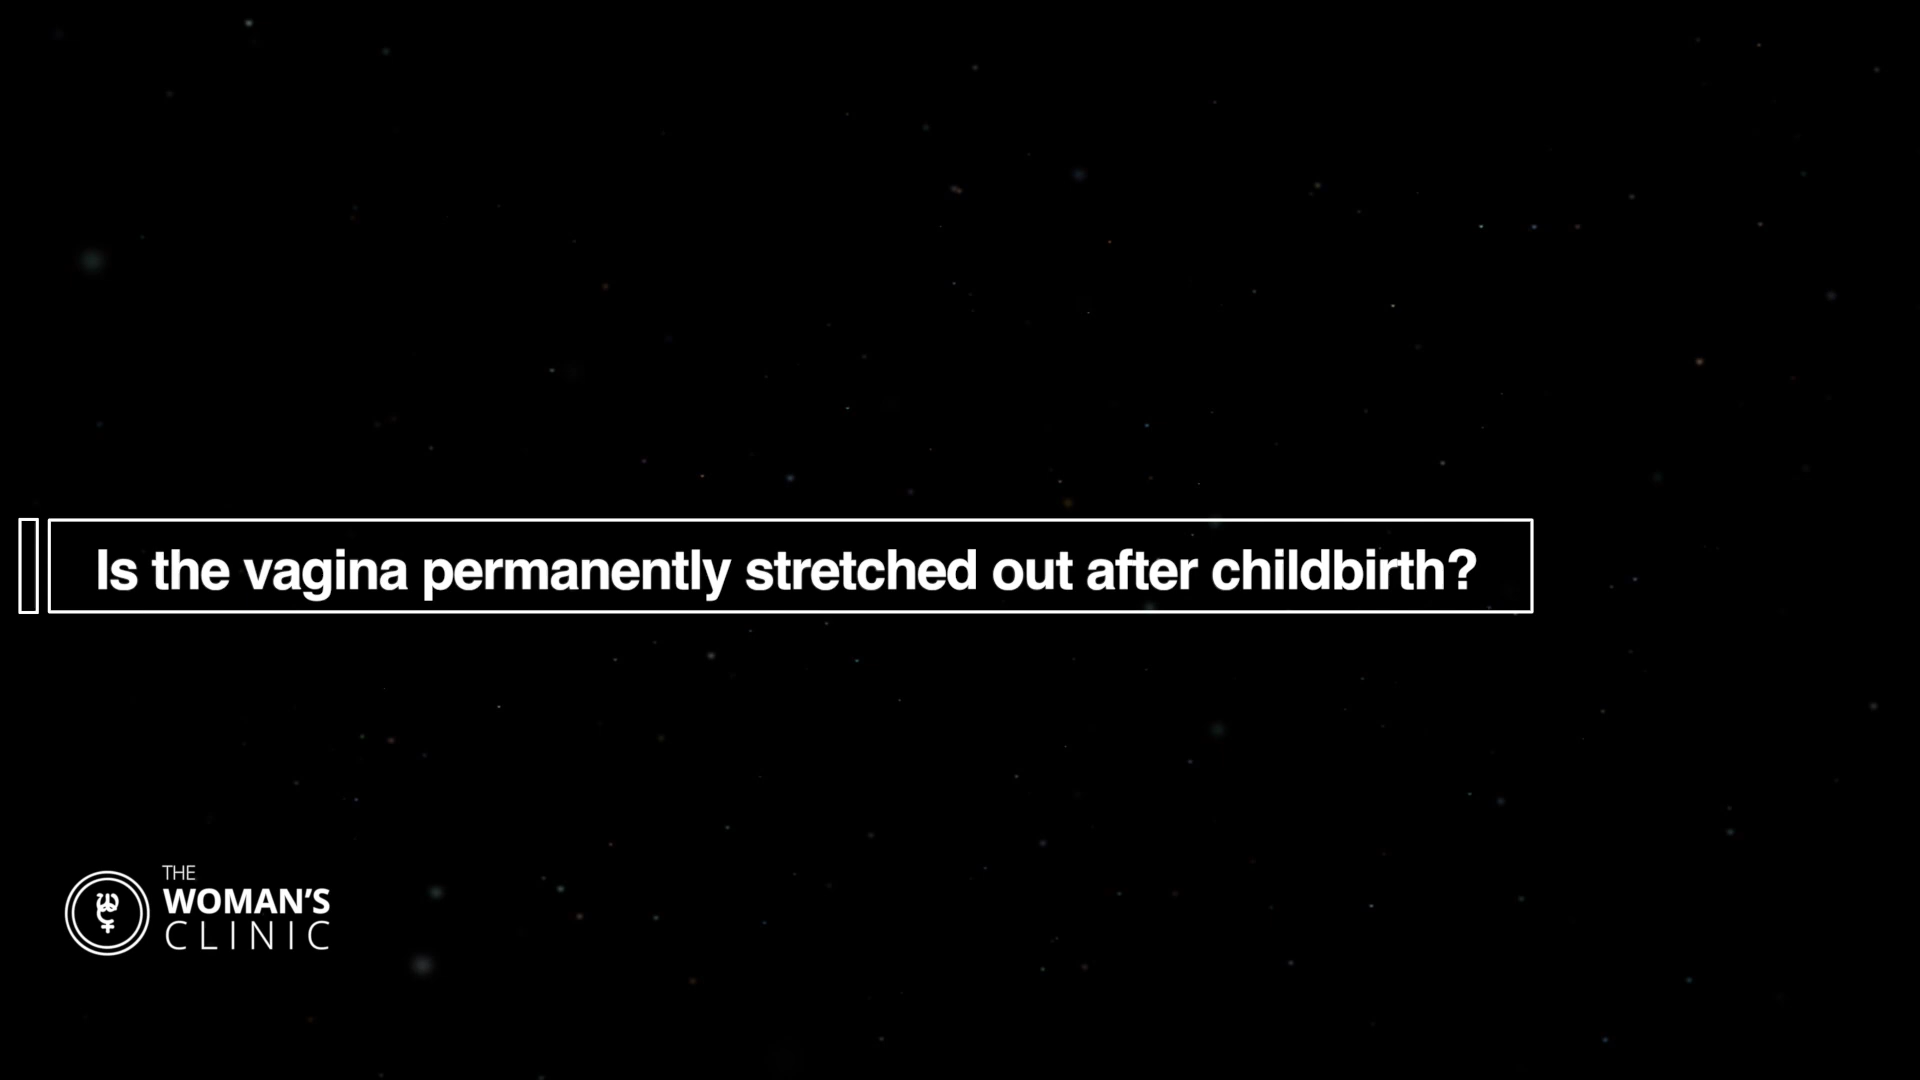 Is the vagina permanently stretched out after childbirth?
THE
WOMAN'S
CLINIC